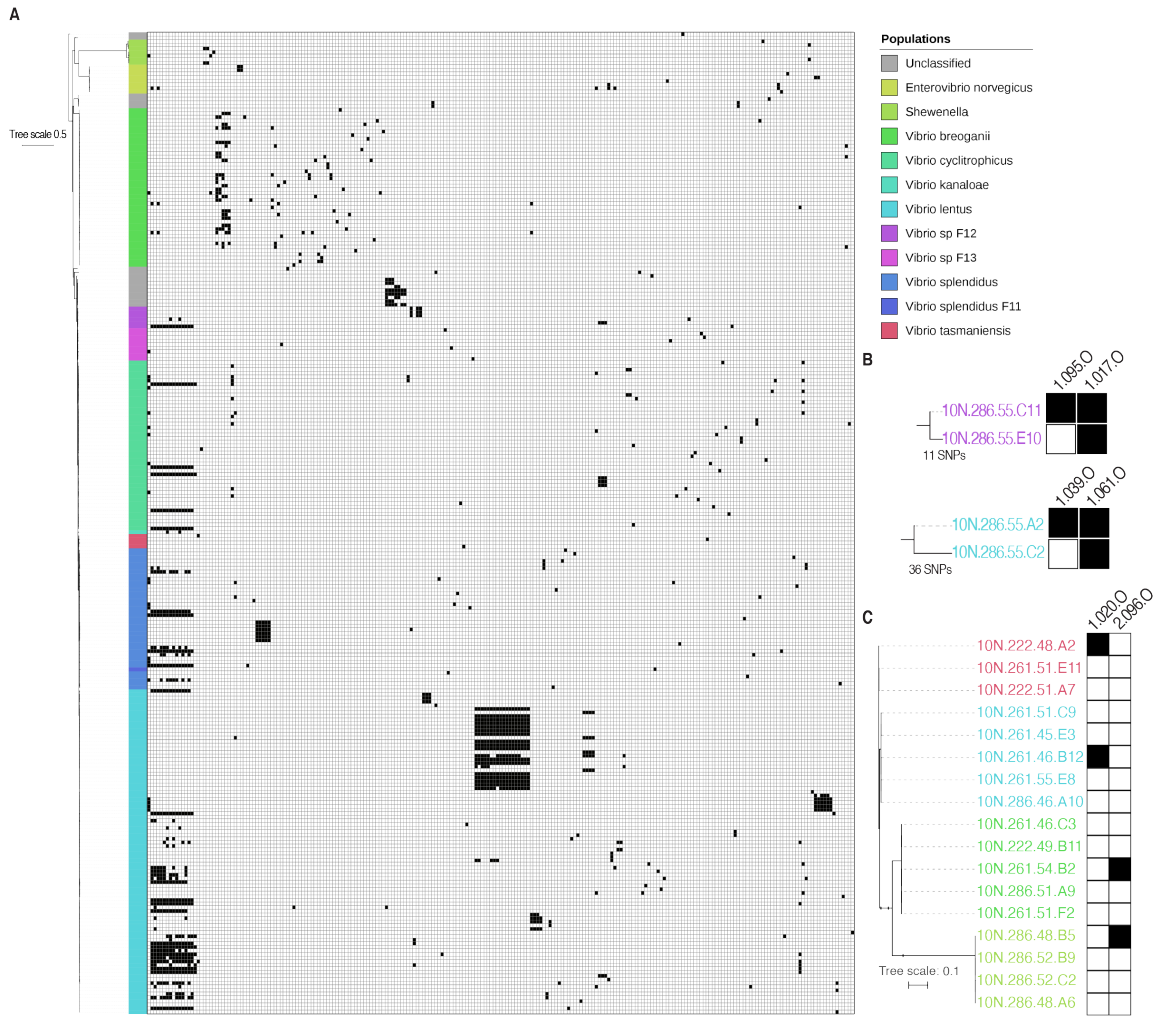 A
Tree scale 0.5
Populations
Unclassified
Enterovibrio norvegicus
Shewenella
Vibrio breoganii
Vibrio cyclitrophicus
Vibrio kanaloae
Vibrio lentus
Vibrio sp F12
Vibrio sp F13
Vibrio splendidus
Vibrio splendidus F11
Vibrio tasmaniensis
B
1.095.O
1.017.O
10N.286.55.C11
10N.286.55.E10
11 SNPs
1.039.O
1.061.O
10N.286.55.A2
10N.286.55.C2
36 SNPs
C
1.020.O
2.096.O
10N.222.48.A2
10N.261.51.E11
10N.222.51.A7
10N.261.51.C9
10N.261.45.E3
10N.261.46.B12
10N.261.55.E8
10N.286.46.A10
10N.261.46.C3
10N.222.49.B11
10N.261.54.B2
10N.286.51.A9
10N.261.51.F2
10N.286.48.B5
10N.286.52.B9
10N.286.52.C2
10N.286.48.A6
Tree scale: 0.1